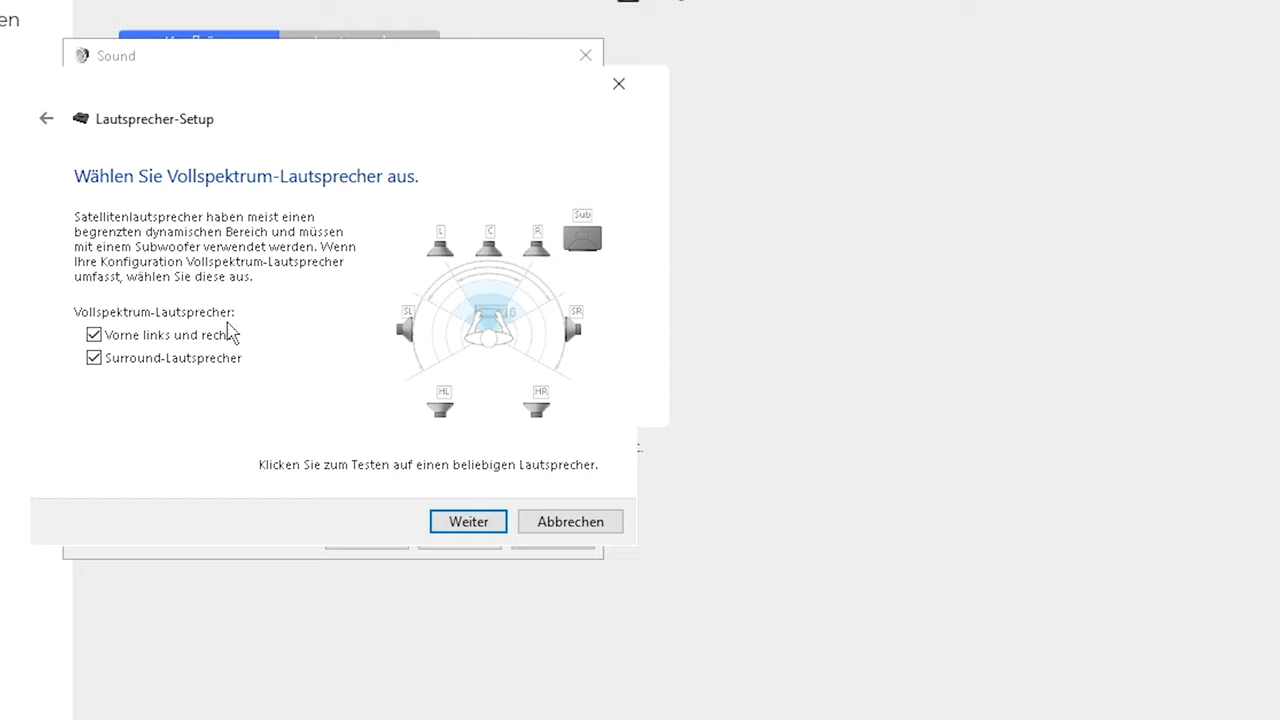 en
Sound
Lautsprecher-Setup
Wählen Sie Vollspektrum-Lautsprecher aus.
Satellitenlautsprecher haben meist einen
begrenzten dynamischen Bereich und müssen
mit einem Subwoofer verwendet werden. Wenn
Ihre Konfiguration Vollspektrum-Lautsprecher
umfasst, wählen Sie diese aus.
Vollspektrum-Lautsprecher:
Vorne links und rech
Surround-Lautsprecher
Sub
L C R
SL SR
HL HR
Klicken Sie zum Testen auf einen beliebigen Lautsprecher.
Weiter Abbrechen